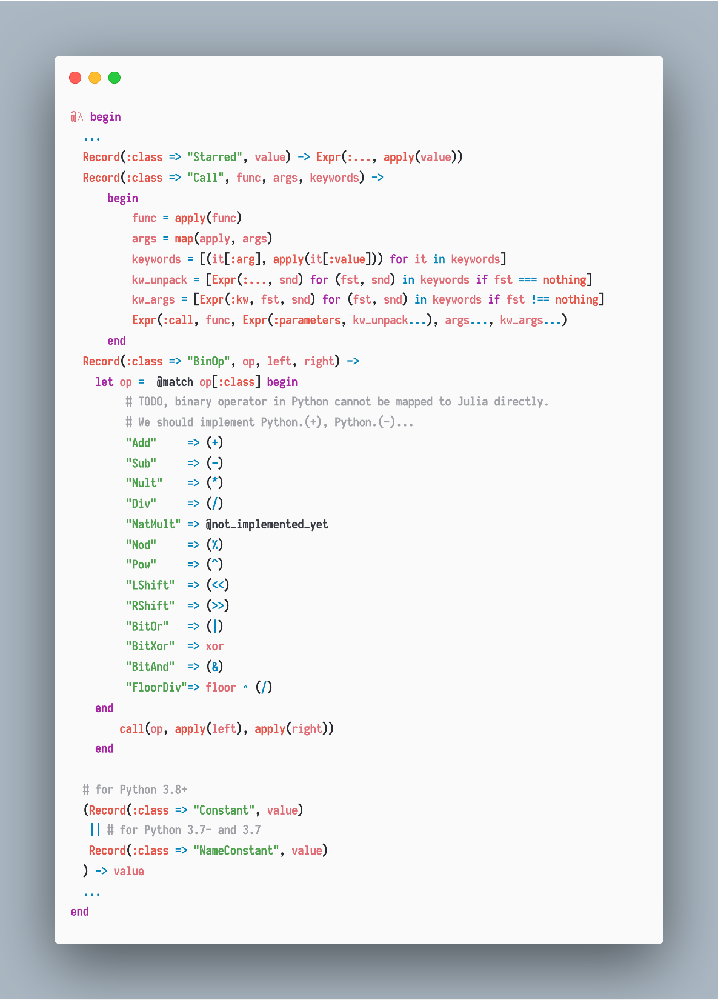 @λ begin
  ...
  Record(:class => "Starred", value) -> Expr(:..., apply(value))
  Record(:class => "Call", func, args, keywords) ->
      begin
          func = apply(func)
          args = map(apply, args)
          keywords = [(it[:arg], apply(it[:value])) for it in keywords]
          kw_unpack = [Expr(:..., snd) for (fst, snd) in keywords if fst === nothing]
          kw_args = [Expr(:kw, fst, snd) for (fst, snd) in keywords if fst !== nothing]
          Expr(:call, func, Expr(:parameters, kw_unpack...), args..., kw_args...)
      end
  Record(:class => "BinOp", op, left, right) ->
    let op =  @match op[:class] begin
         # TODO, binary operator in Python cannot be mapped to Julia directly.
         # We should implement Python.(+), Python.(-)...
         "Add"     => (+)
         "Sub"     => (-)
         "Mult"    => (*)
         "Div"     => (/)
         "MatMult" => @not_implemented_yet
         "Mod"     => (%)
         "Pow"     => (^)
         "LShift"  => (<<)
         "RShift"  => (>>)
         "BitOr"   => (|)
         "BitXor"  => xor
         "BitAnd"  => (&)
         "FloorDiv"=> floor ∘ (/)
    end
        call(op, apply(left), apply(right))
    end

  # for Python 3.8+
  (Record(:class => "Constant", value)
   || # for Python 3.7- and 3.7
   Record(:class => "NameConstant", value)
  ) -> value
  ...
end